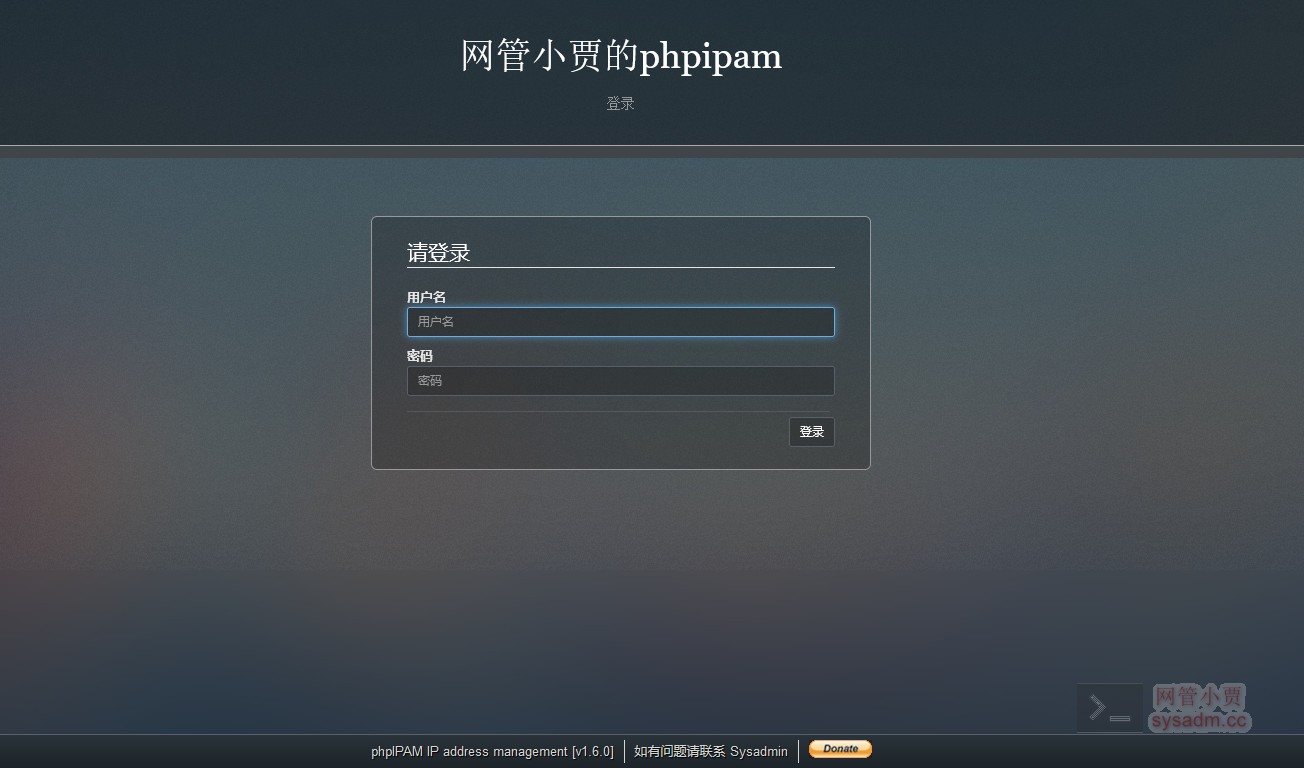 网管小贾的phpipam
登录
请登录
用户名
用户名
密码
密码
登录
网管小贾
sysadm.cc
phpIPAM IP address management [v1.6.0] 如有问题请联系 Sysadmin Donate